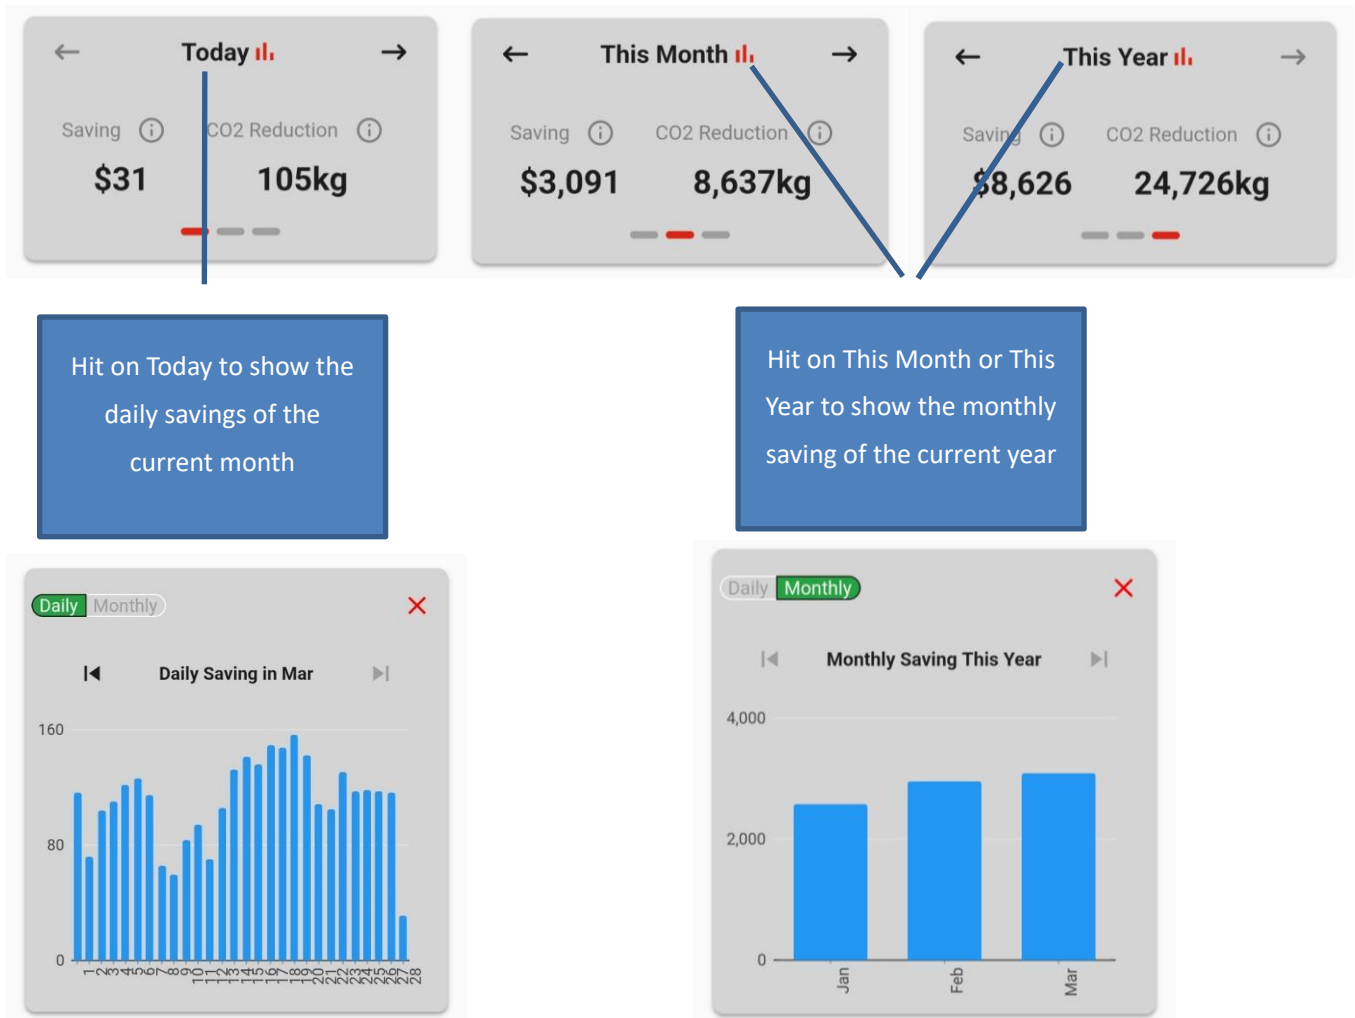 Today
Saving CO2 Reduction
$31 105kg
This Month
Saving CO2 Reduction
$3,091 8,637kg
This Year
Saving CO2 Reduction
$8,626 24,726kg
Hit on Today to show the
daily savings of the
current month
Hit on This Month or This
Year to show the monthly
saving of the current year
Daily Monthly
Daily Saving in Mar
160
80
0
1 2 3 4 5 6 7 8 9 10 11 12 13 14 15 16 17 18 19 20 21 22 23 24 25 26 27 28
Daily Monthly
Monthly Saving This Year
4,000
2,000
0
Jan Feb Mar